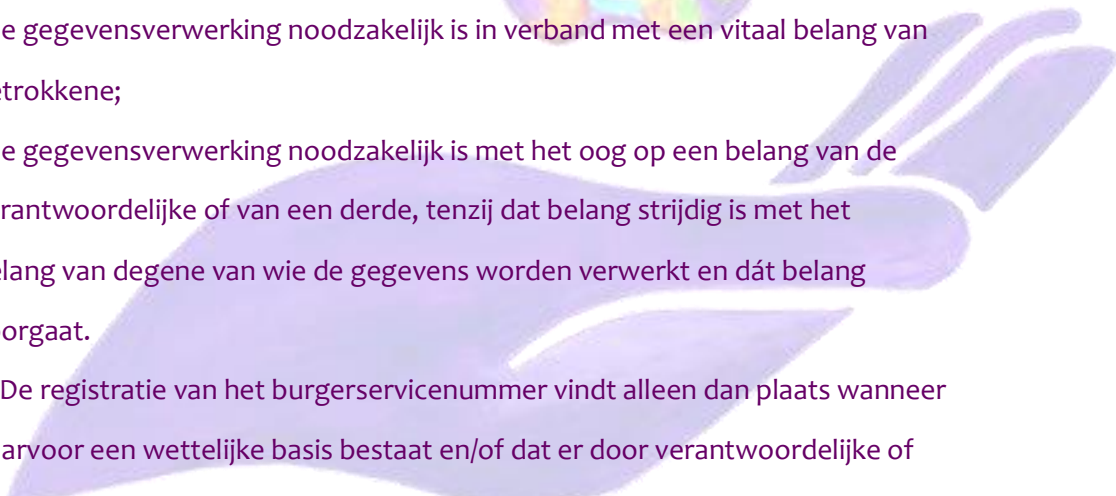 e gegevensverwerking noodzakelijk is in verband met een vitaal belang van
etrokkene;
e gegevensverwerking noodzakelijk is met het oog op een belang van de
rantwoordelijke of van een derde, tenzij dat belang strijdig is met het
elang van degene van wie de gegevens worden verwerkt en dát belang
orgaat.
De registratie van het burgerservicenummer vindt alleen dan plaats wanneer
arvoor een wettelijke basis bestaat en/of dat er door verantwoordelijke of